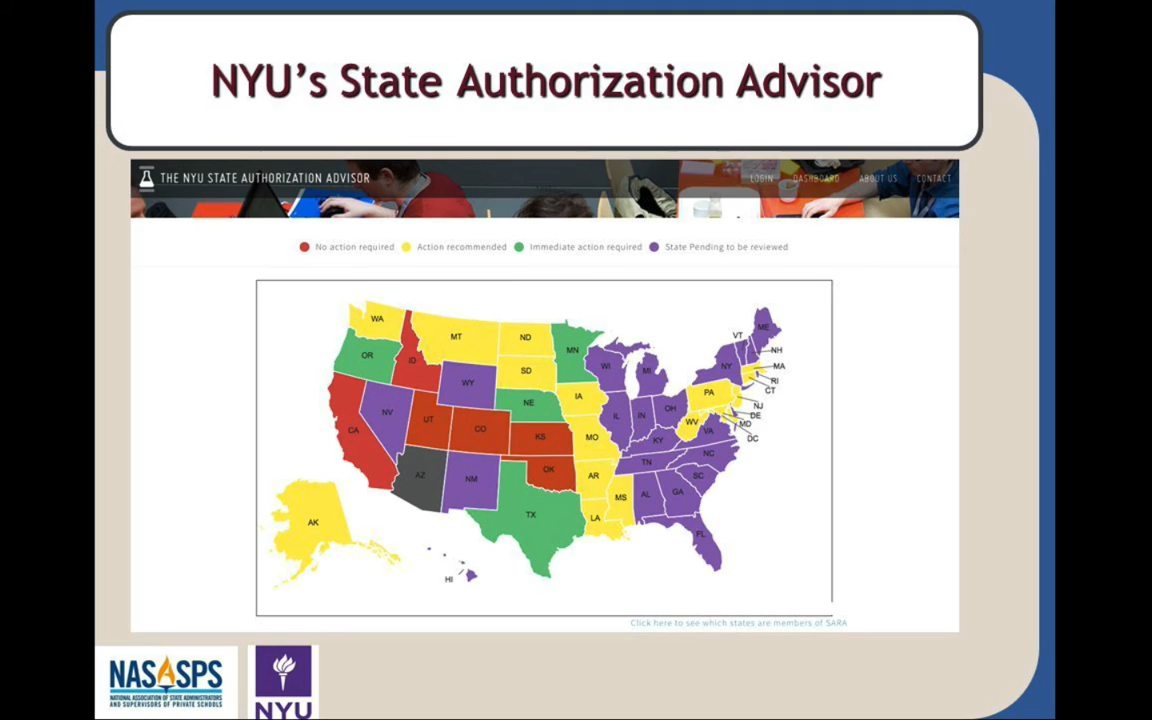 NYU's State Authorization Advisor
THE NYU STATE AUTHORIZATION ADVISOR
LOGIN DASHBOARD ABOUT US CONTACT
No action required Action recommended Immediate action required State Pending to be reviewed
WA
MT
ND
MN
OR
ID
SD
WY
WI
MI
NY
VT
ME
NH
MA
RI
CT
NV
UT
CO
NE
IA
IL
IN
OH
PA
NJ
DE
MD
DC
CA
KS
MO
KY
WV
VA
AZ
NM
OK
AR
TN
NC
SC
TX
LA
MS
AL
GA
FL
AK
HI
Click here to see which states are members of SARA
NASASPS
NATIONAL ASSOCIATION OF STATE ADMINISTRATORS
AND SUPERVISORS OF PRIVATE SCHOOLS
NYU